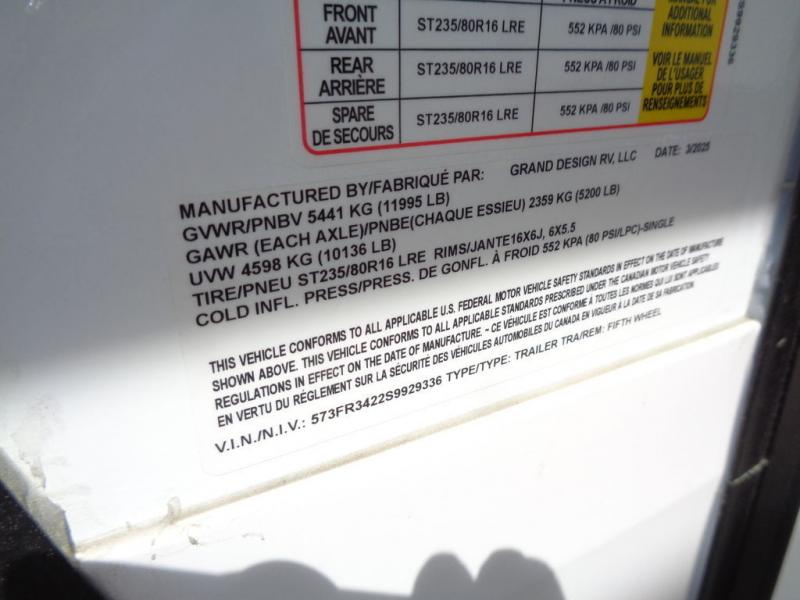 FRONT
AVANT
ST235/80R16 LRE
552 KPA /80 PSI
REAR
ARRIÈRE
ST235/80R16 LRE
552 KPA /80 PSI
SPARE
DE SECOURS
ST235/80R16 LRE
552 KPA /80 PSI
ADDITIONAL
INFORMATION
VOIR LE MANUEL
DE L'USAGER
POUR PLUS DE
RENSEIGNEMENTS
S9929336
MANUFACTURED BY/FABRIQUÉ PAR: GRAND DESIGN RV, LLC DATE: 3/2025
GVWR/PNBV 5441 KG (11995 LB)
GAWR (EACH AXLE)/PNBE(CHAQUE ESSIEU) 2359 KG (5200 LB)
UVW 4598 KG (10136 LB)
TIRE/PNEU ST235/80R16 LRE RIMS/JANTE16X6J, 6X5.5
COLD INFL. PRESS/PRESS. DE GONFL. À FROID 552 KPA (80 PSI/LPC)-SINGLE
THIS VEHICLE CONFORMS TO ALL APPLICABLE U.S. FEDERAL MOTOR VEHICLE SAFETY STANDARDS IN EFFECT ON THE DATE OF MANUFACTURE
SHOWN ABOVE. THIS VEHICLE CONFORMS TO ALL APPLICABLE STANDARDS PRESCRIBED UNDER THE CANADIAN MOTOR VEHICLE SAFETY
REGULATIONS IN EFFECT ON THE DATE OF MANUFACTURE. - CE VÉHICULE EST CONFORME À TOUTES LES NORMES QUI LUI SONT APPLICABLES
EN VERTU DU RÈGLEMENT SUR LA SÉCURITÉ DES VÉHICULES AUTOMOBILES DU CANADA EN VIGUEUR À LA DATE DE SA FABRICATION.
V.I.N./N.I.V.: 573FR3422S9929336 TYPE/TYPE: TRAILER TRA/REM: FIFTH WHEEL